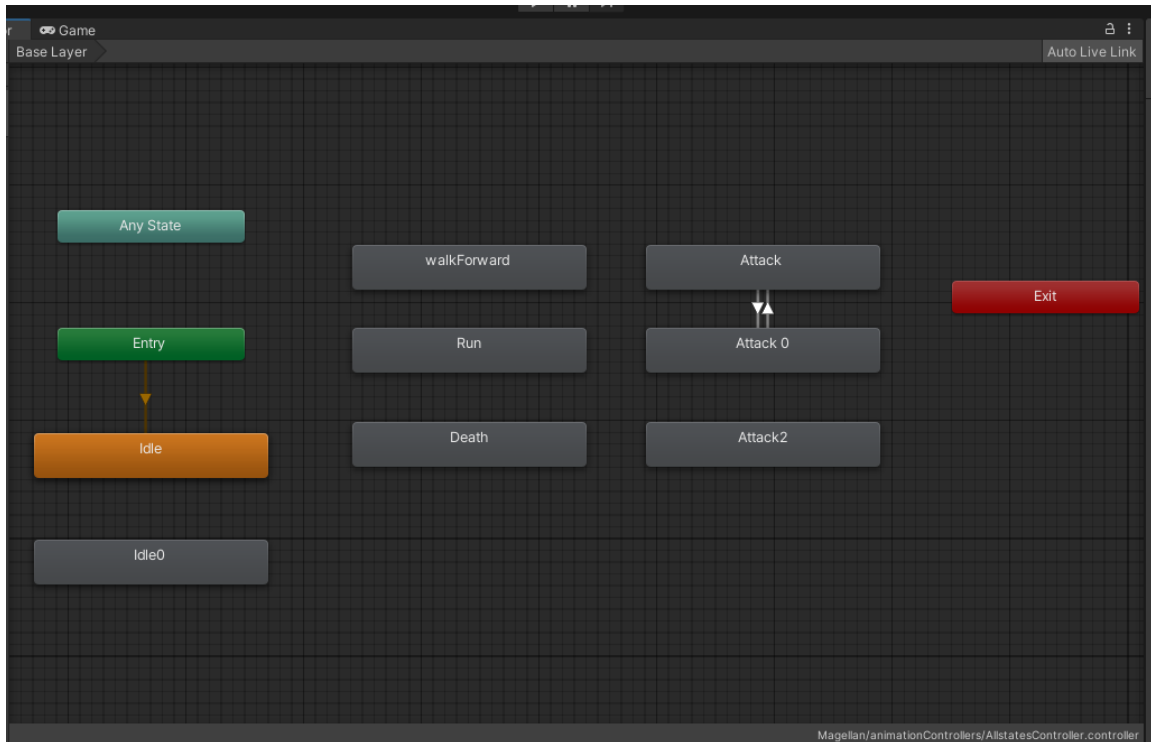 Game
Base Layer
Auto Live Link
Any State
walkForward
Attack
Exit
Entry
Run
Attack 0
Idle
Death
Attack2
Idle0
Magellan/animationControllers/AllstatesController.controller